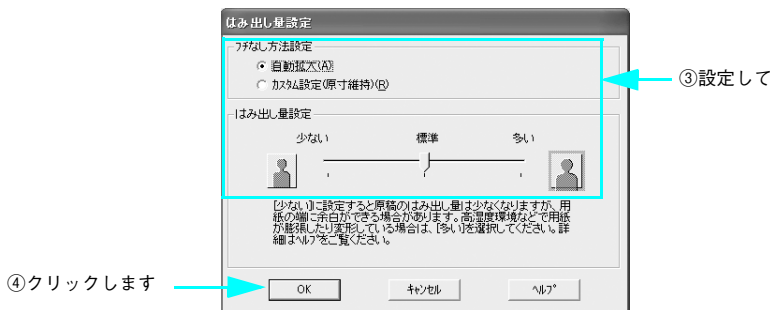 はみ出し量設定
フチなし方法設定
自動拡大(A)
カスタム設定(原寸維持)(R)
③設定して
はみ出し量設定
少ない 標準 多い
[少ない]に設定すると原稿のはみ出し量は少なくなりますが、用
紙の端に余白ができる場合があります。高湿度環境などで用紙
が膨張したり変形している場合は、[多い]を選択してください。詳
細はヘルプをご覧ください。
④クリックします
OK キャンセル ヘルプ